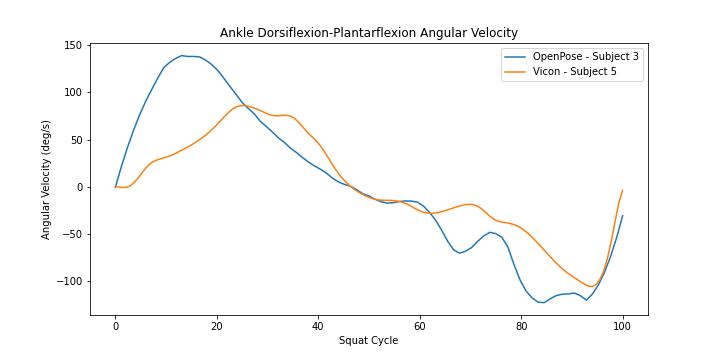 Ankle Dorsiflexion-Plantarflexion Angular Velocity
OpenPose - Subject 3
Vicon - Subject 5
Angular Velocity (deg/s)
150
100
50
0
−50
−100
0 20 40 60 80 100
Squat Cycle